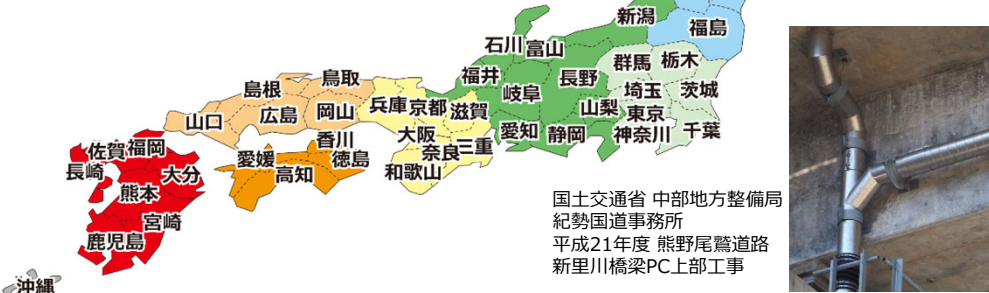 新潟
福島
石川
富山
群馬
栃木
福井
長野
島根
鳥取
岐阜
埼玉
茨城
兵庫
京都
滋賀
山梨
東京
広島
岡山
山口
千葉
大阪
愛知
静岡
神奈川
香川
奈良
三重
佐賀
福岡
愛媛
徳島
長崎
大分
高知
和歌山
熊本
宮崎
鹿児島
沖縄
国土交通省 中部地方整備局
紀勢国道事務所
平成21年度 熊野尾鷲道路
新里川橋梁PC上部工事